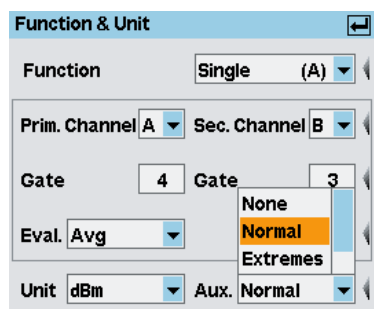 Function & Unit
Function Single (A)
Prim. Channel A Sec. Channel B
Gate 4 Gate 3
None
Eval. Avg Normal
Extremes
Unit dBm Aux. Normal